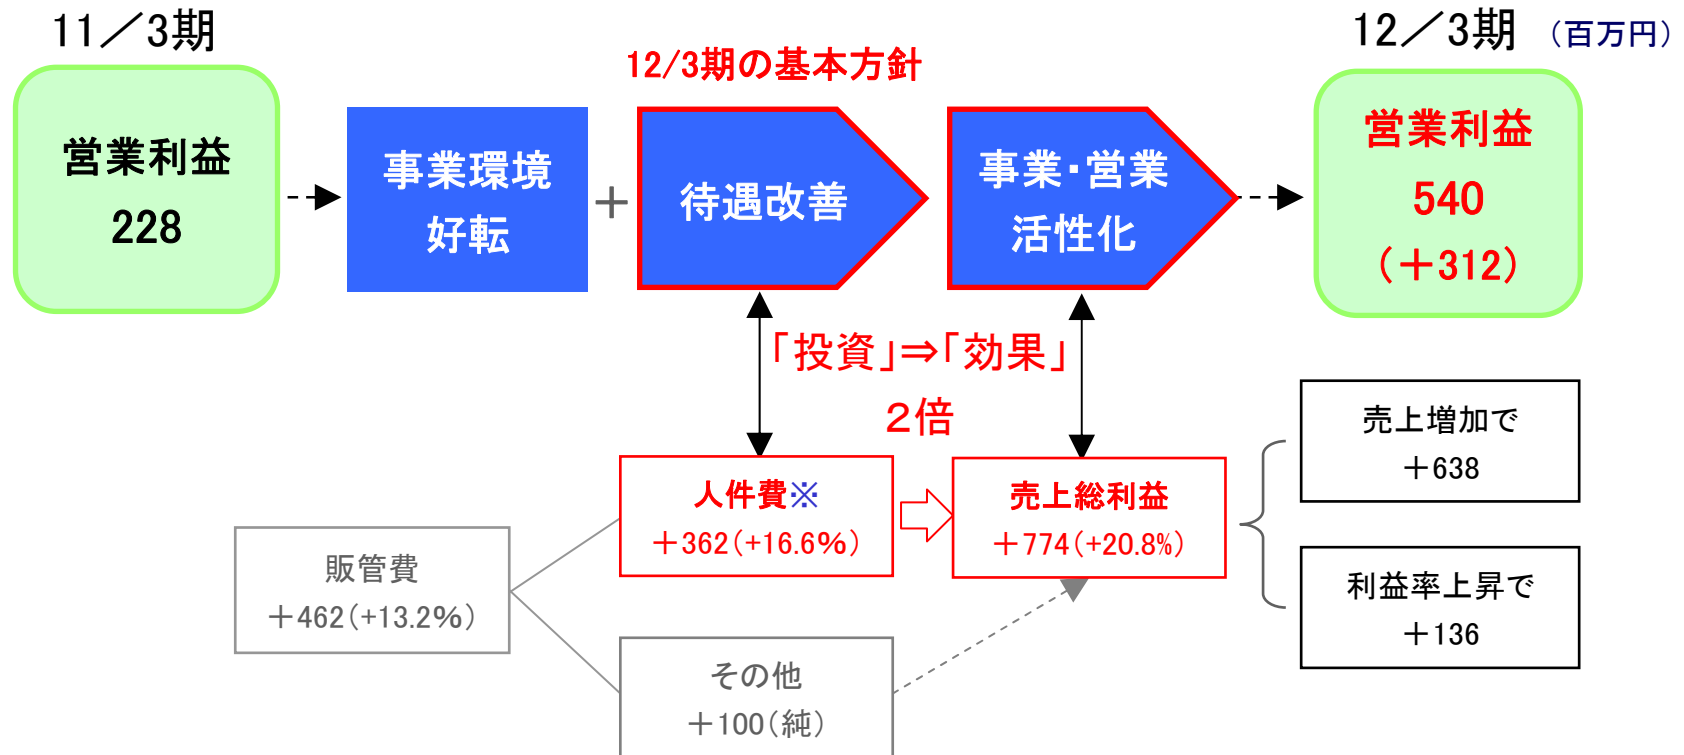 11／3期
12／3期 （百万円）
12/3期の基本方針
営業利益
228
事業環境
好転
＋
待遇改善
事業・営業
活性化
営業利益
540
（＋312）
「投資」⇒「効果」
２倍
人件費※
＋362(+16.6%)
売上総利益
＋774(+20.8%)
売上増加で
＋638
利益率上昇で
＋136
販管費
＋462(+13.2%)
その他
＋100(純)